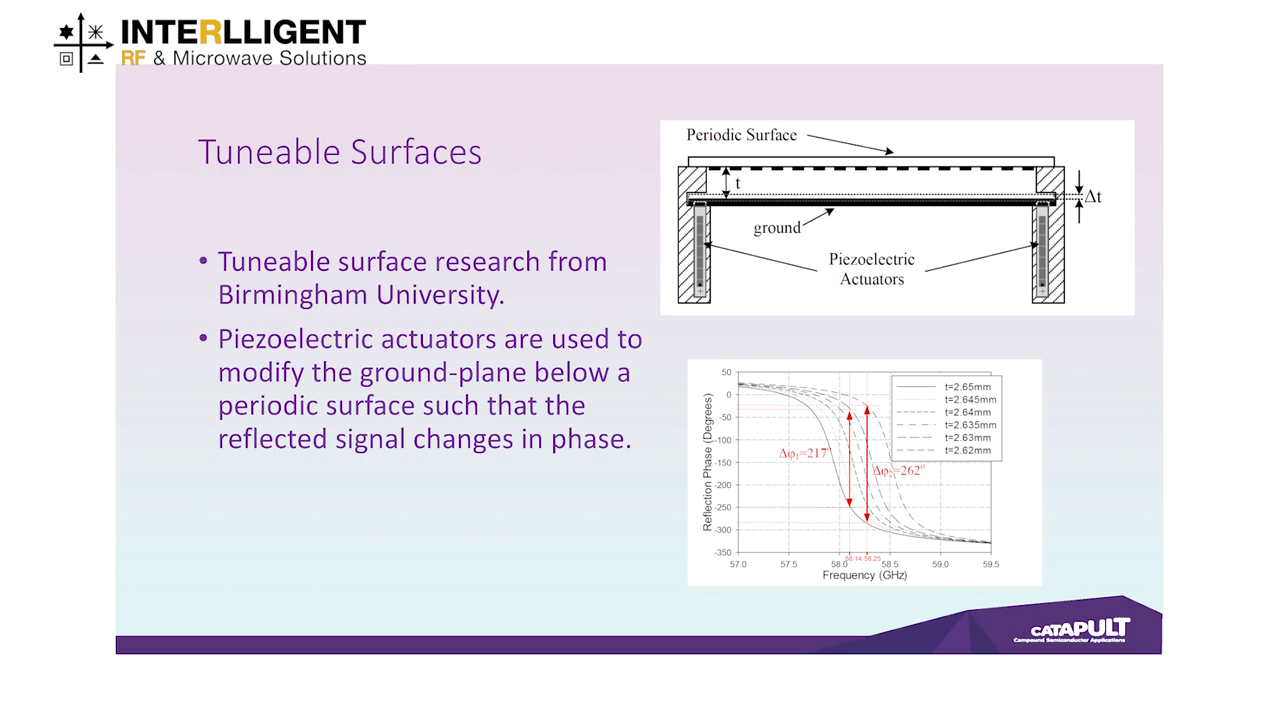 INTERLLIGENT
RF & Microwave Solutions
Tuneable Surfaces
• Tuneable surface research from
Birmingham University.
• Piezoelectric actuators are used to
modify the ground-plane below a
periodic surface such that the
reflected signal changes in phase.
Periodic Surface
t
Δt
ground
Piezoelectric
Actuators
50
0
-50
-100
-150
-200
-250
-300
-350
Reflection Phase (Degrees)
t=2.65mm
t=2.645mm
t=2.64mm
t=2.635mm
t=2.63mm
t=2.62mm
Δφ₁=217°
Δφ₂=262°
58.14 58.25
57.0 57.5 58.0 58.5 59.0 59.5
Frequency (GHz)
CATAPULT
Compound Semiconductor Applications